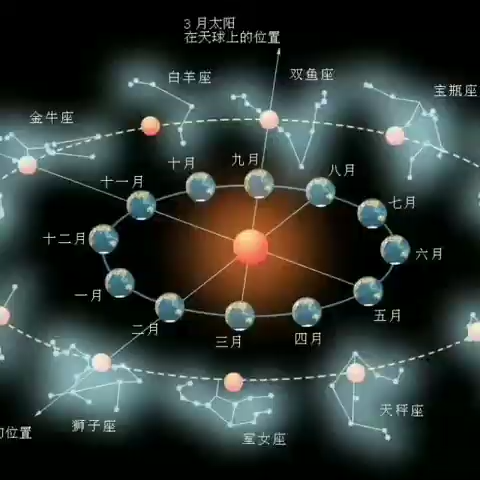 3 月太阳
在天球上的位置
白羊座
双鱼座
宝瓶座
金牛座
九月
十月
八月
十一月
七月
十二月
六月
一月
五月
二月
三月
四月
狮子座
室女座
天秤座
的位置